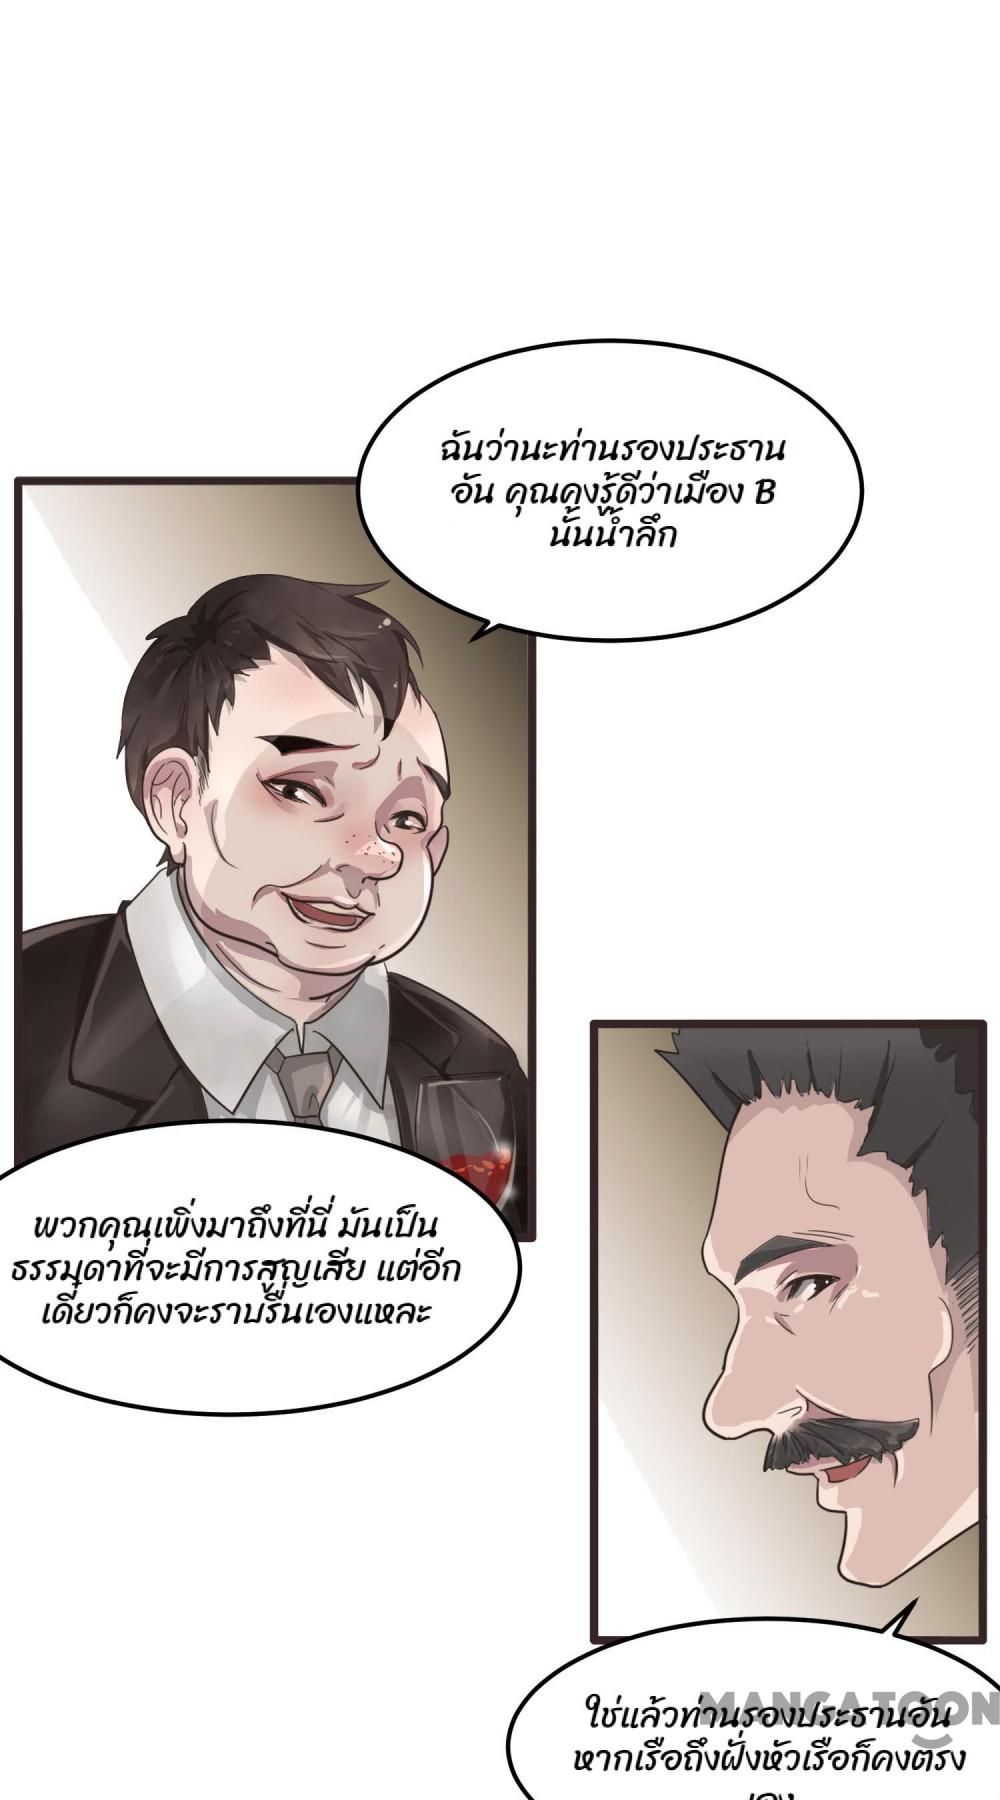 ฉันว่านะท่านรองประธาน
อัน คุณคงรู้ดีว่าเมือง B
นั้นน้ำลึก
พวกคุณเพิ่งมาถึงที่นี่ มันเป็น
ธรรมดาที่จะมีการสูญเสีย แต่อีก
เดี๋ยวก็คงจะราบรื่นเองแหละ
ใช่แล้วท่านรองประธานอัน
MANGATOON
หากเรือถึงฝั่งหัวเรือก็คงตรง
เอง